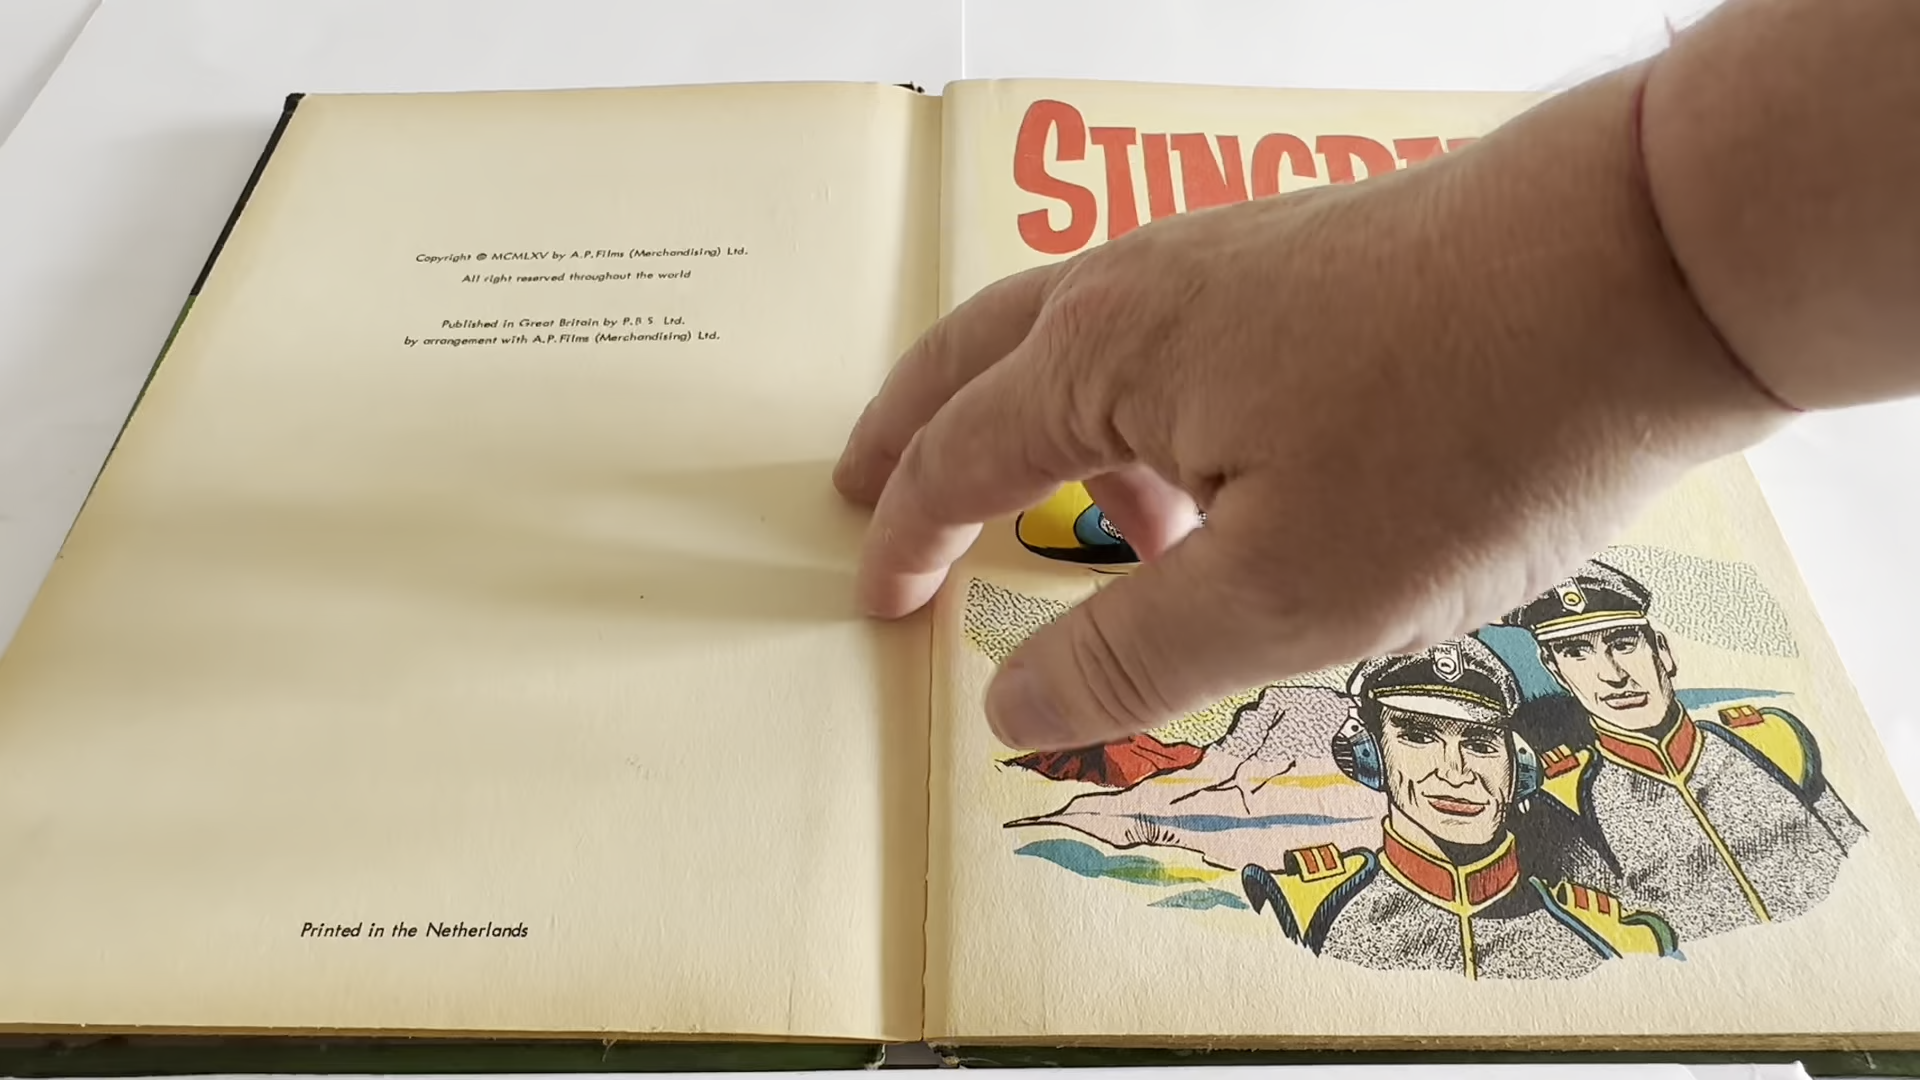 Copyright © MCMLXV by A.P. Films (Merchandising) Ltd.
All right reserved throughout the world
Published in Great Britain by P.B.S. Ltd.
by arrangement with A.P. Films (Merchandising) Ltd.
Printed in the Netherlands